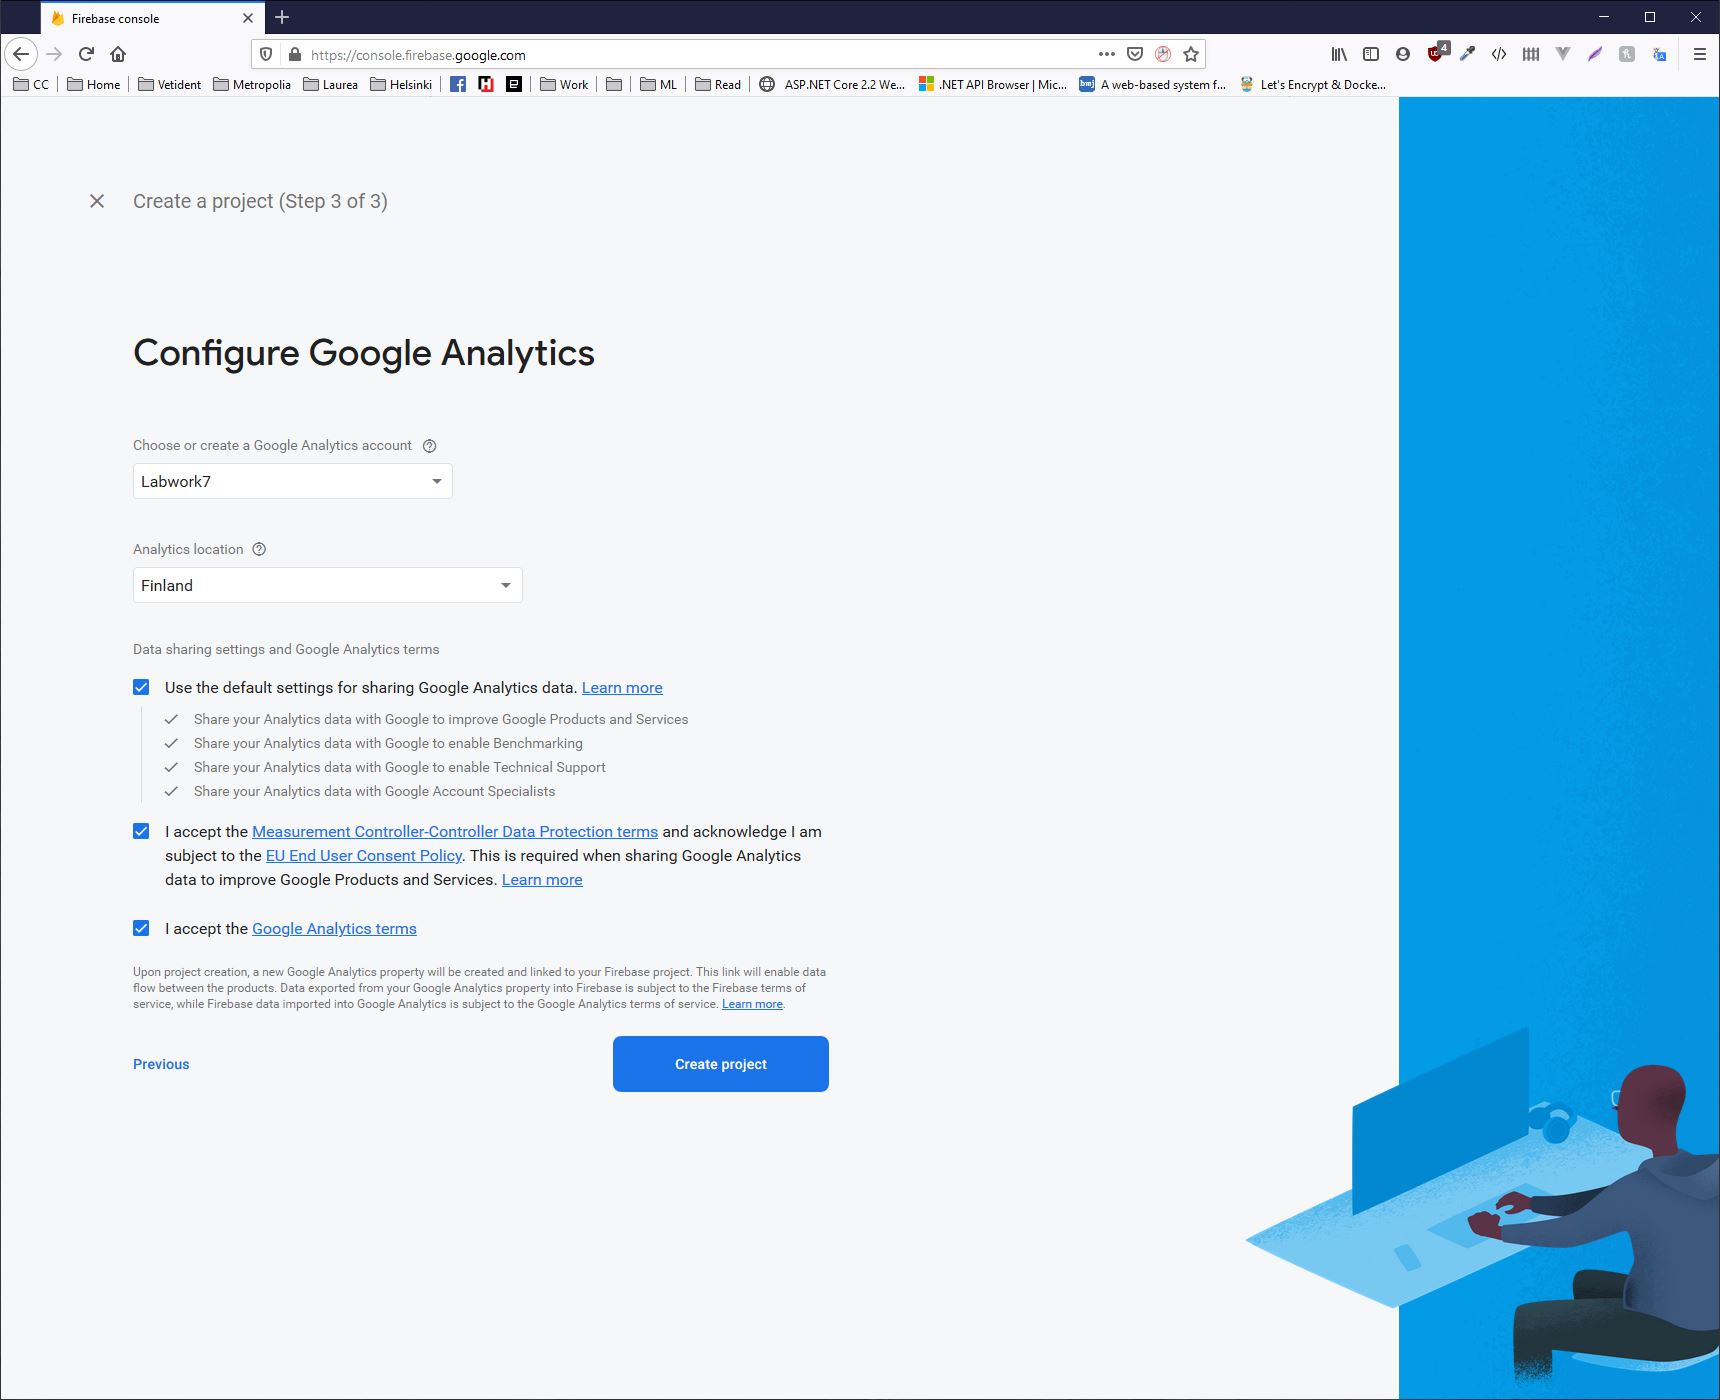 Firebase console
https://console.firebase.google.com
4
CC
Home
Vetident
Metropolia
Laurea
Helsinki
Work
ML
Read
ASP.NET Core 2.2 We...
.NET API Browser | Mic...
bmj
A web-based system f...
Let's Encrypt & Docke...
Create a project (Step 3 of 3)
Configure Google Analytics
Choose or create a Google Analytics account
Labwork7
Analytics location
Finland
Data sharing settings and Google Analytics terms
Use the default settings for sharing Google Analytics data. Learn more
Share your Analytics data with Google to improve Google Products and Services
Share your Analytics data with Google to enable Benchmarking
Share your Analytics data with Google to enable Technical Support
Share your Analytics data with Google Account Specialists
I accept the Measurement Controller-Controller Data Protection terms and acknowledge I am
subject to the EU End User Consent Policy. This is required when sharing Google Analytics
data to improve Google Products and Services. Learn more
I accept the Google Analytics terms
Upon project creation, a new Google Analytics property will be created and linked to your Firebase project. This link will enable data
flow between the products. Data exported from your Google Analytics property into Firebase is subject to the Firebase terms of
service, while Firebase data imported into Google Analytics is subject to the Google Analytics terms of service. Learn more.
Previous
Create project